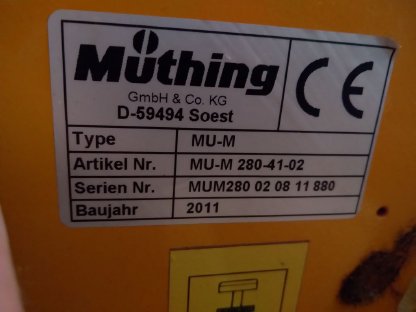 Müthing
GmbH & Co. KG
D-59494 Soest
CE
Type MU-M
Artikel Nr. MU-M 280-41-02
Serien Nr. MUM280 02 08 11 880
Baujahr 2011